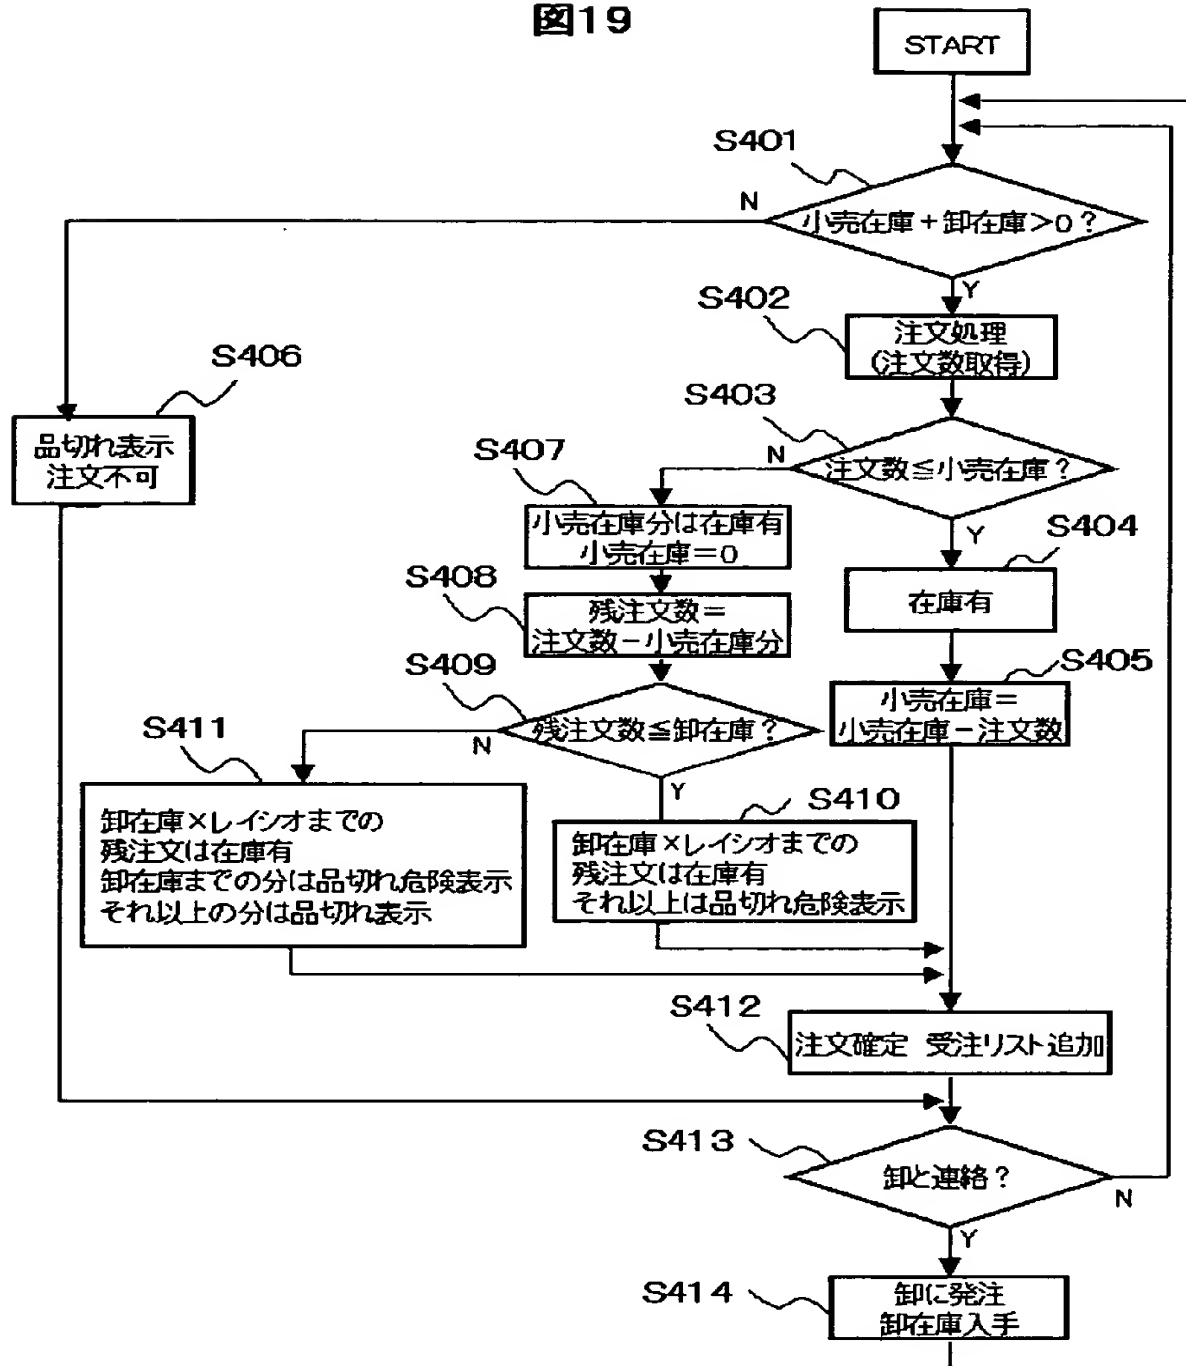 図19
START
S401
N
小売在庫+卸在庫>0?
Y
S402
注文処理
(注文数取得)
S406
品切れ表示
注文不可
S403
N
注文数≦小売在庫?
Y
S407
小売在庫分は在庫有
小売在庫=0
S404
在庫有
S408
残注文数=
注文数-小売在庫分
S405
小売在庫=
小売在庫-注文数
S409
残注文数≦卸在庫?
N
Y
S411
卸在庫×レイシオまでの
残注文は在庫有
卸在庫までの分は品切れ危険表示
それ以上の分は品切れ表示
S410
卸在庫×レイシオまでの
残注文は在庫有
それ以上は品切れ危険表示
S412
注文確定 受注リスト追加
S413
卸と連絡?
N
Y
S414
卸に発注
卸在庫入手